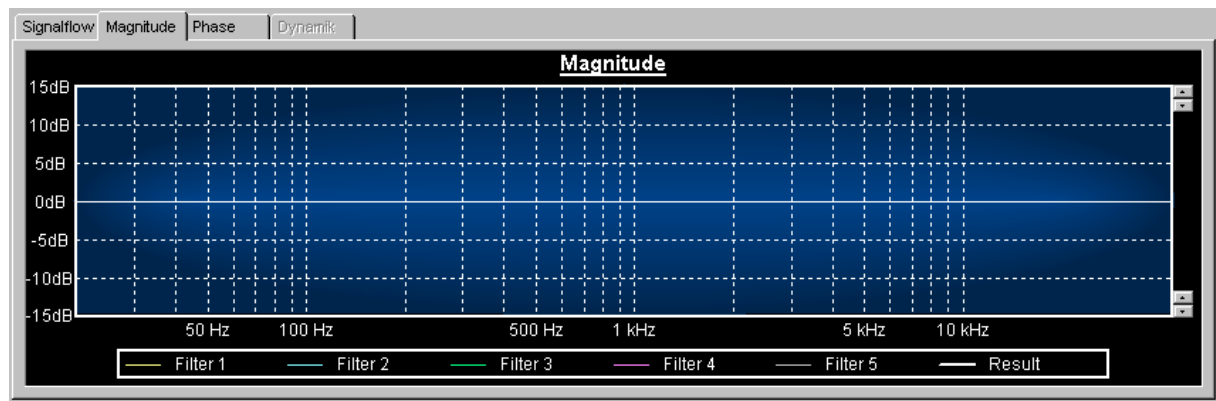 Signalflow Magnitude Phase Dynamik
Magnitude
15dB
10dB
5dB
0dB
-5dB
-10dB
-15dB
50 Hz 100 Hz 500 Hz 1 kHz 5 kHz 10 kHz
Filter 1 Filter 2 Filter 3 Filter 4 Filter 5 Result